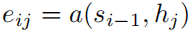 e_{ij} = a(s_{i-1}, h_j)